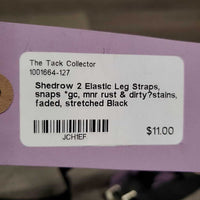 The Tack Collector
1001664-127
Shedrow 2 Elastic Leg Straps,
snaps *gc, mnr rust & dirty?stains,
faded, stretched Black
JCH1EF
$11.00